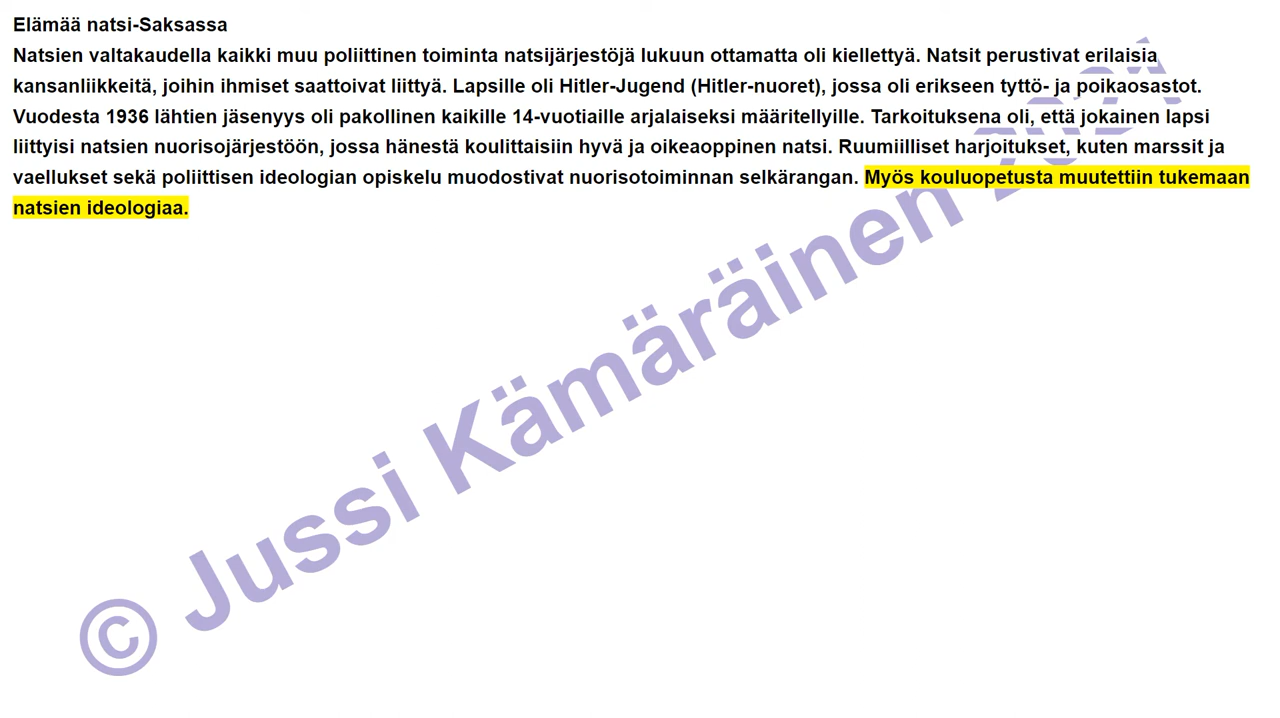 Elämää natsi-Saksassa
Natsien valtakaudella kaikki muu poliittinen toiminta natsijärjestöjä lukuun ottamatta oli kiellettyä. Natsit perustivat erilaisia
kansanliikkeitä, joihin ihmiset saattoivat liittyä. Lapsille oli Hitler-Jugend (Hitler-nuoret), jossa oli erikseen tyttö- ja poikaosastot.
Vuodesta 1936 lähtien jäsenyys oli pakollinen kaikille 14-vuotiaille arjalaiseksi määritellyille. Tarkoituksena oli, että jokainen lapsi
liittyisi natsien nuorisojärjestöön, jossa hänestä koulittaisiin hyvä ja oikeaoppinen natsi. Ruumiilliset harjoitukset, kuten marssit ja
vaellukset sekä poliittisen ideologian opiskelu muodostivat nuorisotoiminnan selkärangan. Myös kouluopetusta muutettiin tukemaan
natsien ideologiaa.
© Jussi Kämäräinen 2021